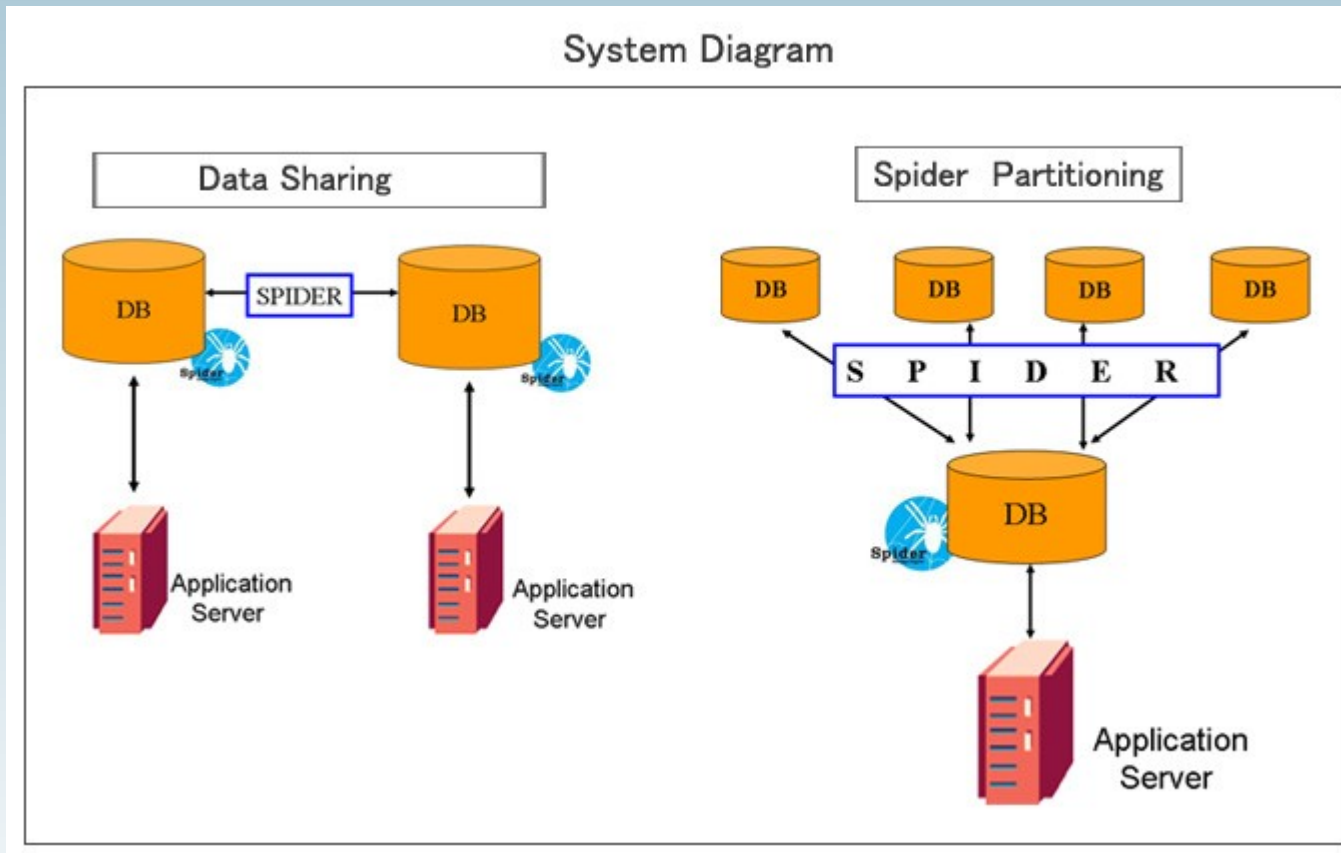 System Diagram
Data Sharing
DB
SPIDER
DB
Spider
Spider
Application
Server
Application
Server
Spider Partitioning
DB
DB
DB
DB
S P I D E R
DB
Spider
Application
Server